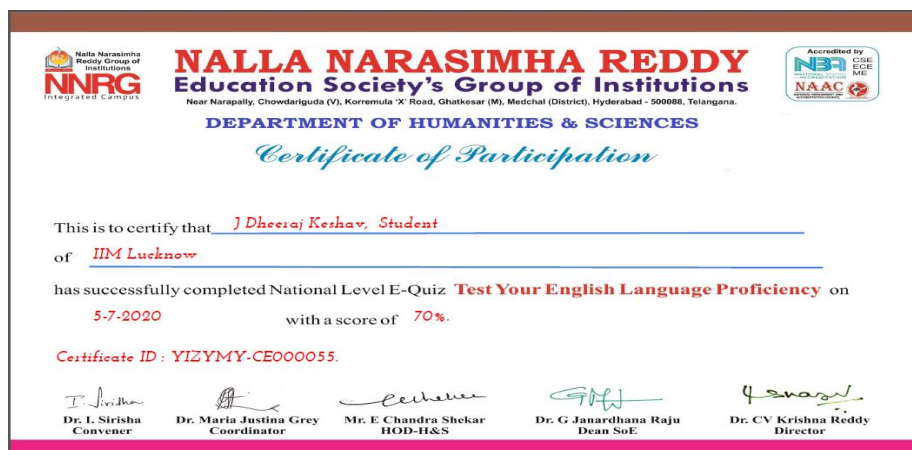 Nalla Narasimha
Reddy Group of
Institutions
NNRG
Integrated Campus
NALLA NARASIMHA REDDY
Education Society's Group of Institutions
Near Narapally, Chowdariguda (V), Korremula 'X' Road, Ghatkesar (M), Medchal (District), Hyderabad - 500088, Telangana.
Accredited by
NBA
CSE
ECE
ME
NAAC
DEPARTMENT OF HUMANITIES & SCIENCES
Certificate of Participation
This is to certify that J Dheeraj Keshav, Student
of IIM Lucknow
has successfully completed National Level E-Quiz Test Your English Language Proficiency on
5-7-2020 with a score of 70%.
Certificate ID : YIZYMY-CE000055.
Dr. I. Sirisha Dr. Maria Justina Grey Mr. E Chandra Shekar Dr. G Janardhana Raju Dr. CV Krishna Reddy
Convener Coordinator HOD-H&S Dean SoE Director